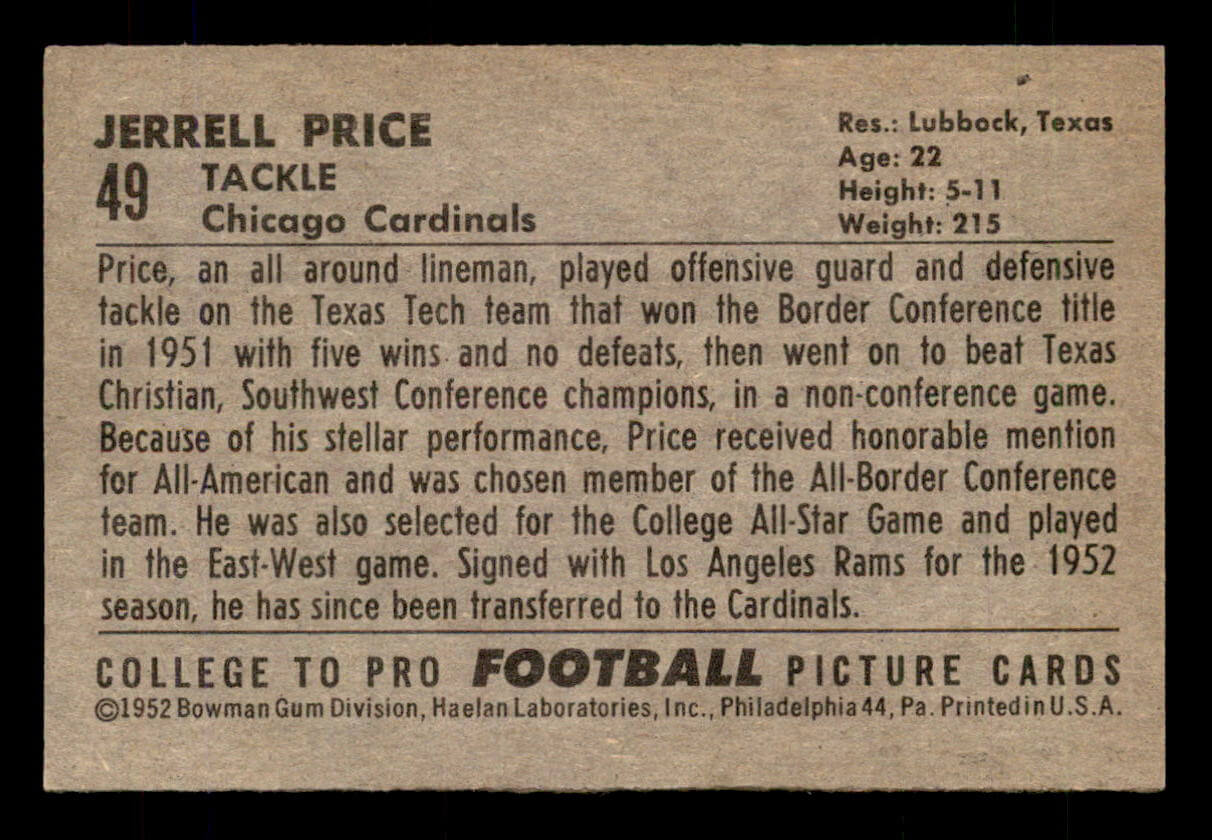 JERRELL PRICE
49 TACKLE
Chicago Cardinals
Res.: Lubbock, Texas
Age: 22
Height: 5-11
Weight: 215
Price, an all around lineman, played offensive guard and defensive
tackle on the Texas Tech team that won the Border Conference title
in 1951 with five wins and no defeats, then went on to beat Texas
Christian, Southwest Conference champions, in a non-conference game.
Because of his stellar performance, Price received honorable mention
for All-American and was chosen member of the All-Border Conference
team. He was also selected for the College All-Star Game and played
in the East-West game. Signed with Los Angeles Rams for the 1952
season, he has since been transferred to the Cardinals.
COLLEGE TO PRO FOOTBALL PICTURE CARDS
©1952 Bowman Gum Division, Haelan Laboratories, Inc., Philadelphia 44, Pa. Printed in U.S.A.